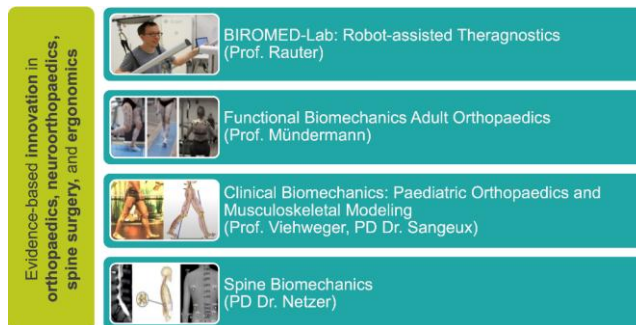 Evidence-based innovation in
orthopaedics, neuroorthopaedics,
spine surgery, and ergonomics
BIROMED-Lab: Robot-assisted Theragnostics
(Prof. Rauter)
Functional Biomechanics Adult Orthopaedics
(Prof. Mündermann)
Clinical Biomechanics: Paediatric Orthopaedics and
Musculoskeletal Modeling
(Prof. Viehweger, PD Dr. Sangeux)
Spine Biomechanics
(PD Dr. Netzer)